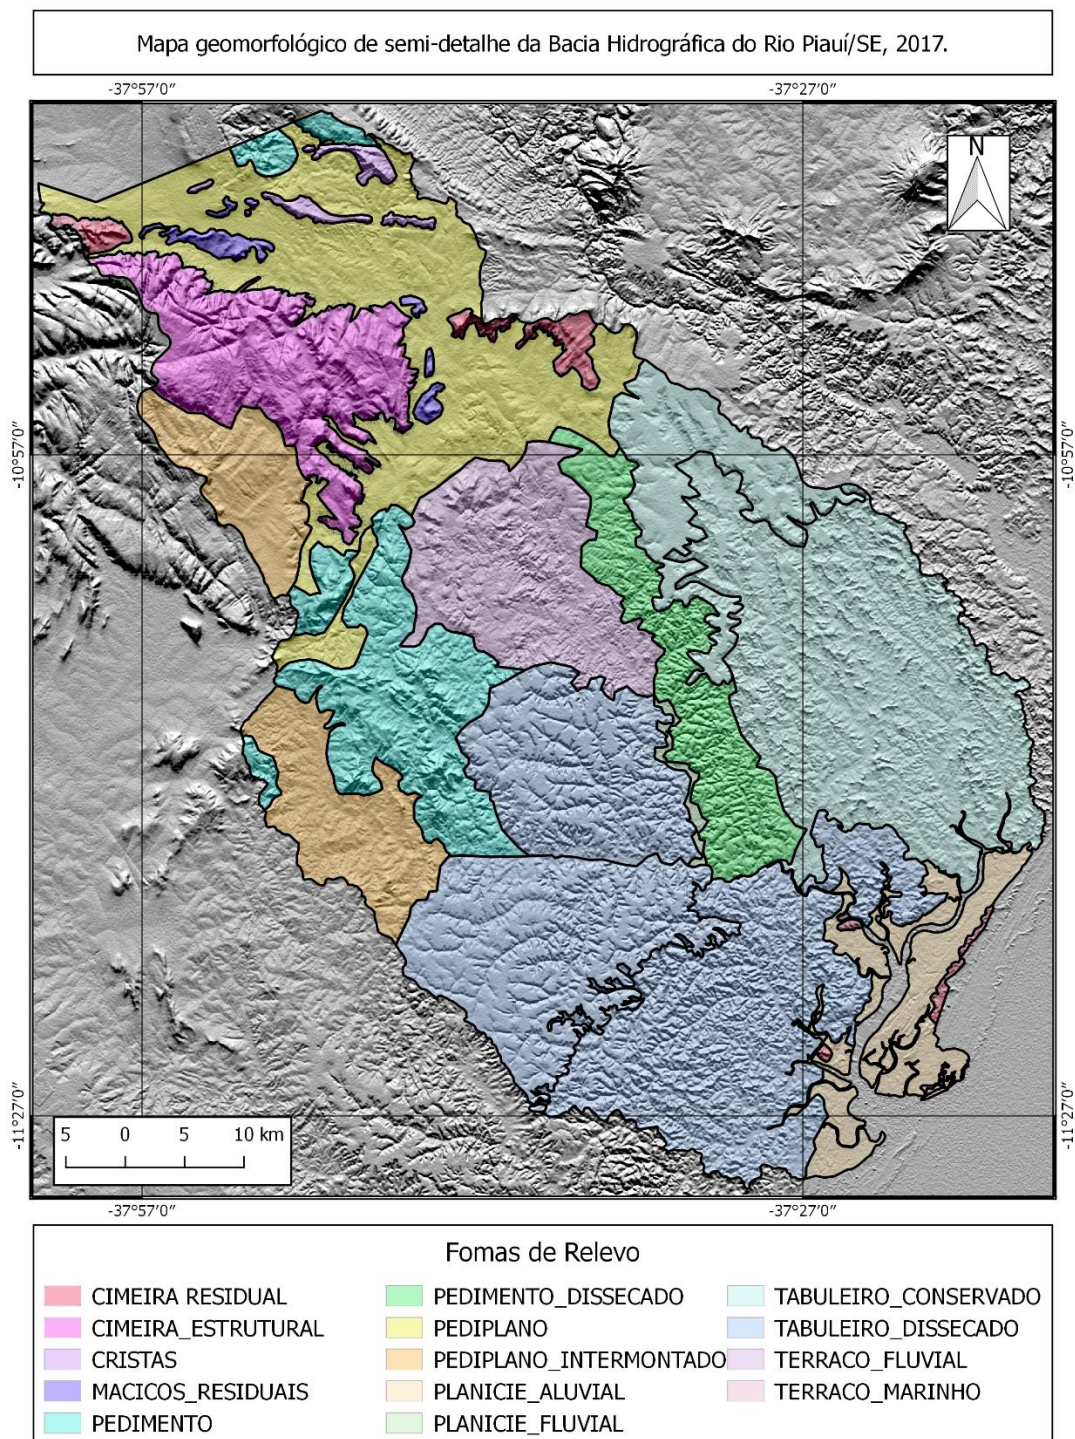 Mapa geomorfológico de semi-detalhe da Bacia Hidrográfica do Rio Piauí/SE, 2017.
-37°57′0″ -37°27′0″
N
-10°57′0″ -10°57′0″
-11°27′0″ -11°27′0″
5 0 5 10 km
-37°57′0″ -37°27′0″
Fomas de Relevo
CIMEIRA RESIDUAL
CIMEIRA_ESTRUTURAL
CRISTAS
MACICOS_RESIDUAIS
PEDIMENTO
PEDIMENTO_DISSECADO
PEDIPLANO
PEDIPLANO_INTERMONTADO
PLANICIE_ALUVIAL
PLANICIE_FLUVIAL
TABULEIRO_CONSERVADO
TABULEIRO_DISSECADO
TERRACO_FLUVIAL
TERRACO_MARINHO